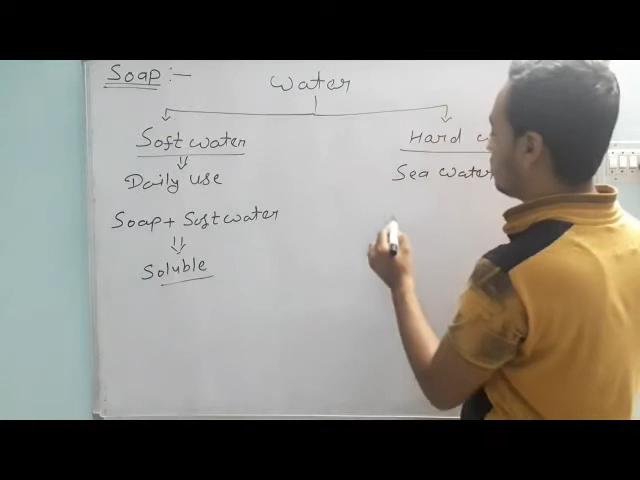 Soap :-
Water
Soft water
Hard
Daily use
Sea water
Soap + Soft water
Soluble